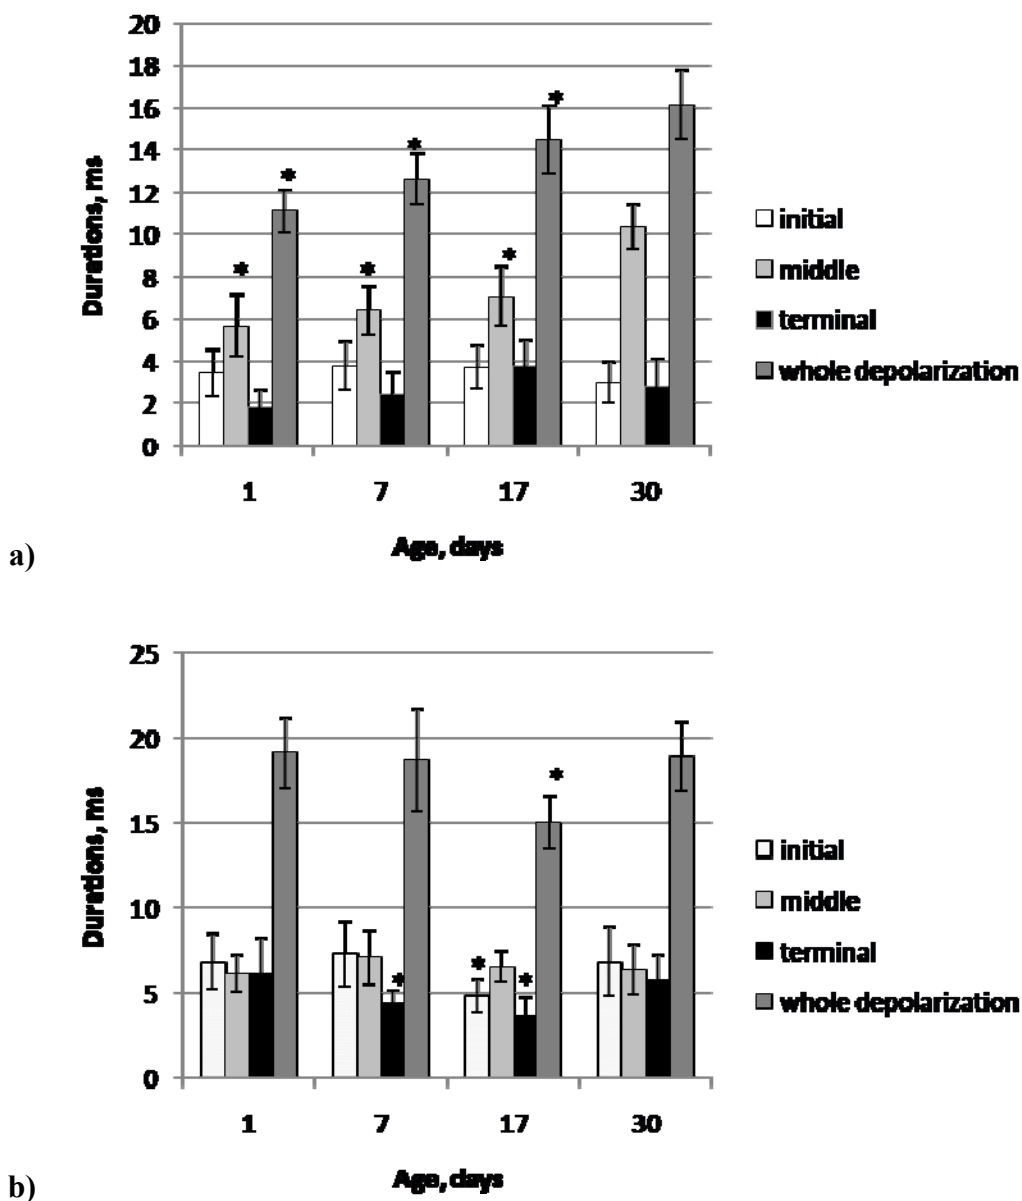 20
18
16
14
12
10
8
6
4
2
0
Durations, ms
* * * * * *
1 7 17 30
Age, days
initial
middle
terminal
whole depolarization
a)
25
20
15
10
5
0
Durations, ms
* * * *
1 7 17 30
Age, days
initial
middle
terminal
whole depolarization
b)